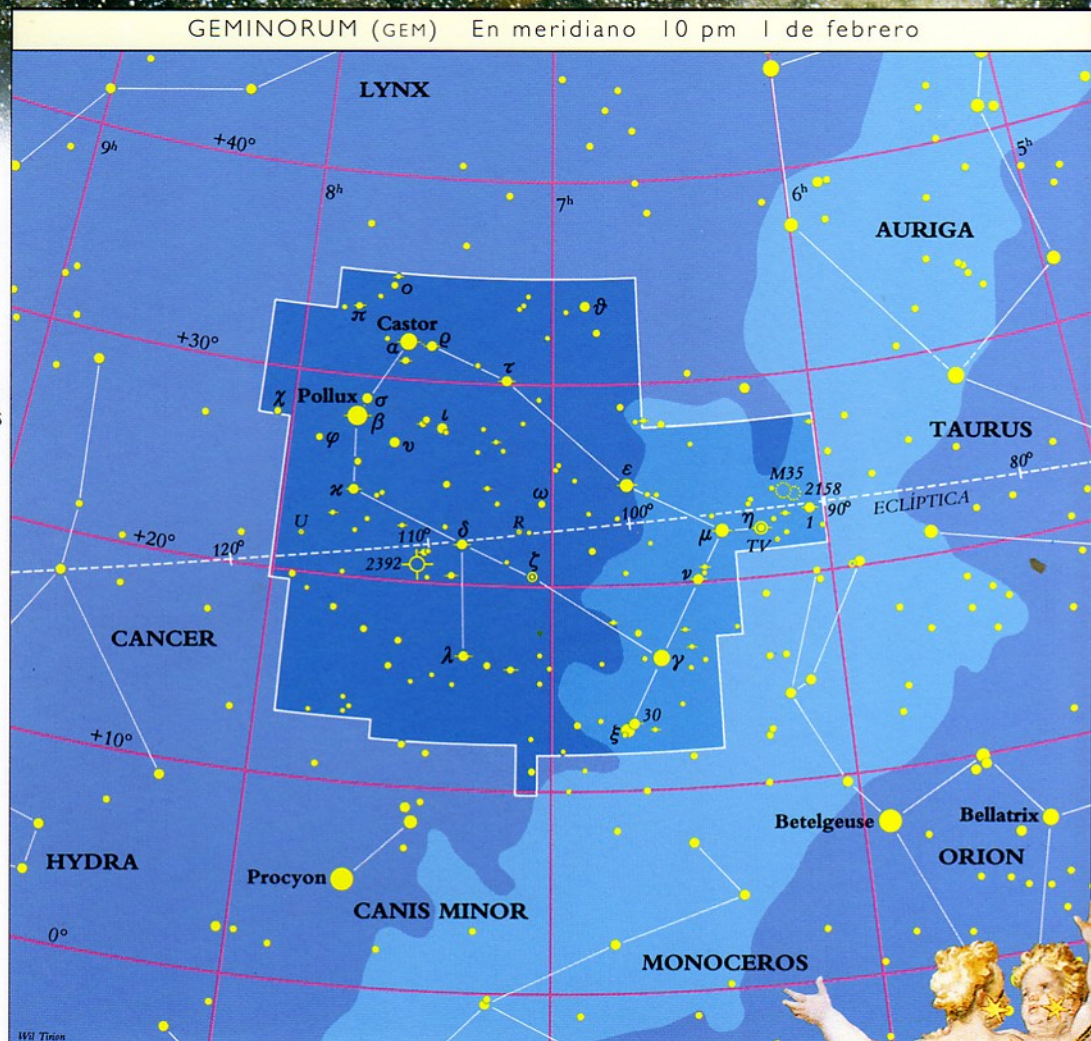 GEMINORUM (GEM) En meridiano 10 pm 1 de febrero
LYNX
9h
+40°
8h
7h
6h
5h
AURIGA
ο
π
ϑ
Castor
α
ϱ
+30°
τ
χ
Pollux
σ
β
ι
φ
υ
TAURUS
ϰ
ε
M35
2158
80°
ω
U
R
100°
η
1
90°
ECLÍPTICA
+20°
120°
110°
δ
μ
TV
2392
ζ
ν
CANCER
λ
γ
30
ξ
+10°
Betelgeuse
Bellatrix
HYDRA
Procyon
ORION
CANIS MINOR
0°
MONOCEROS
Wil Tirion